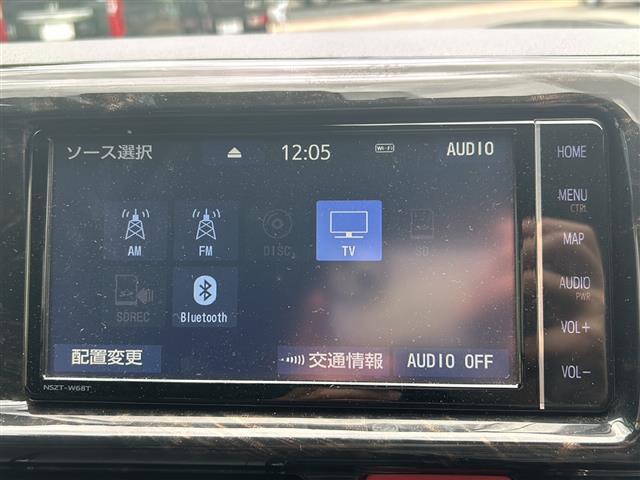 ソース選択
12:05
Wi-Fi
AUDIO
AM
FM
DISC
TV
SD
SDREC
Bluetooth
配置変更
交通情報
AUDIO OFF
NSZT-W68T
HOME
MENU
CTRL
MAP
AUDIO
PWR
VOL+
VOL-